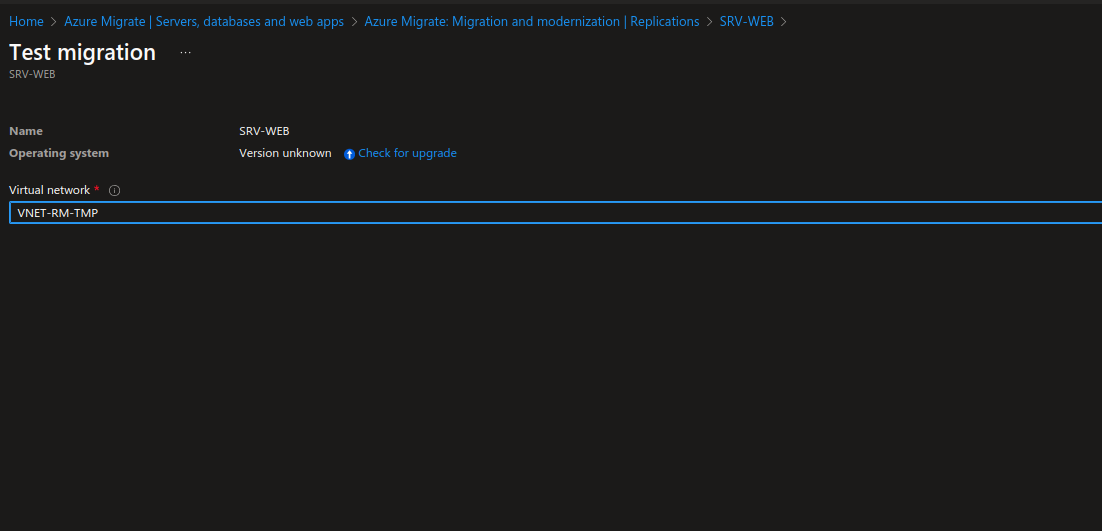 Home > Azure Migrate | Servers, databases and web apps > Azure Migrate: Migration and modernization | Replications > SRV-WEB >
Test migration ...
SRV-WEB
Name SRV-WEB
Operating system Version unknown Check for upgrade
Virtual network *
VNET-RM-TMP